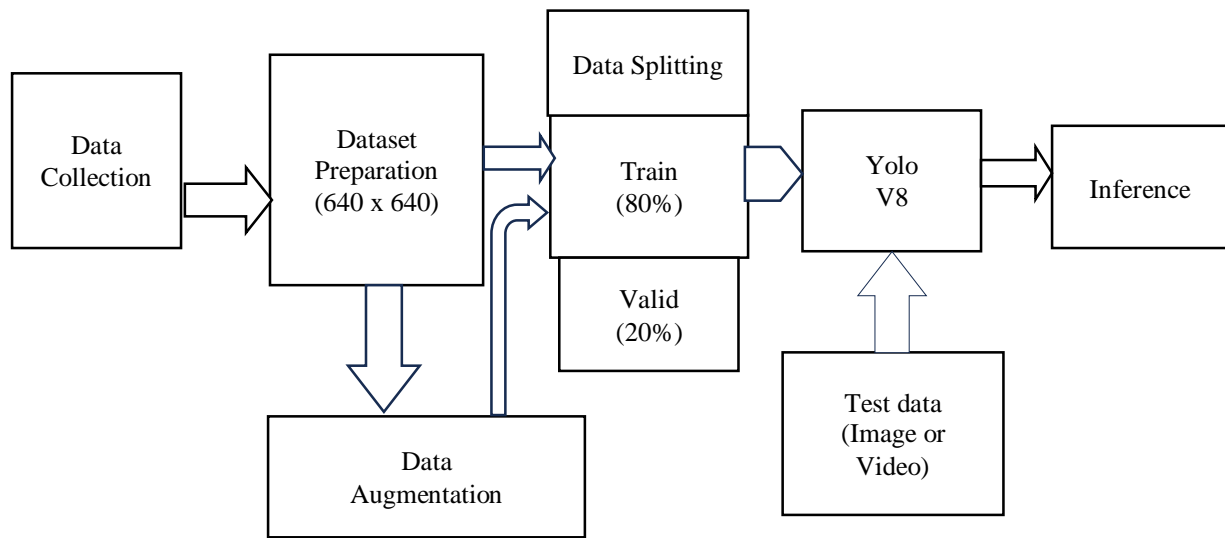 Data
Collection
Dataset
Preparation
(640 x 640)
Data Splitting
Train
(80%)
Valid
(20%)
Yolo
V8
Inference
Data
Augmentation
Test data
(Image or
Video)